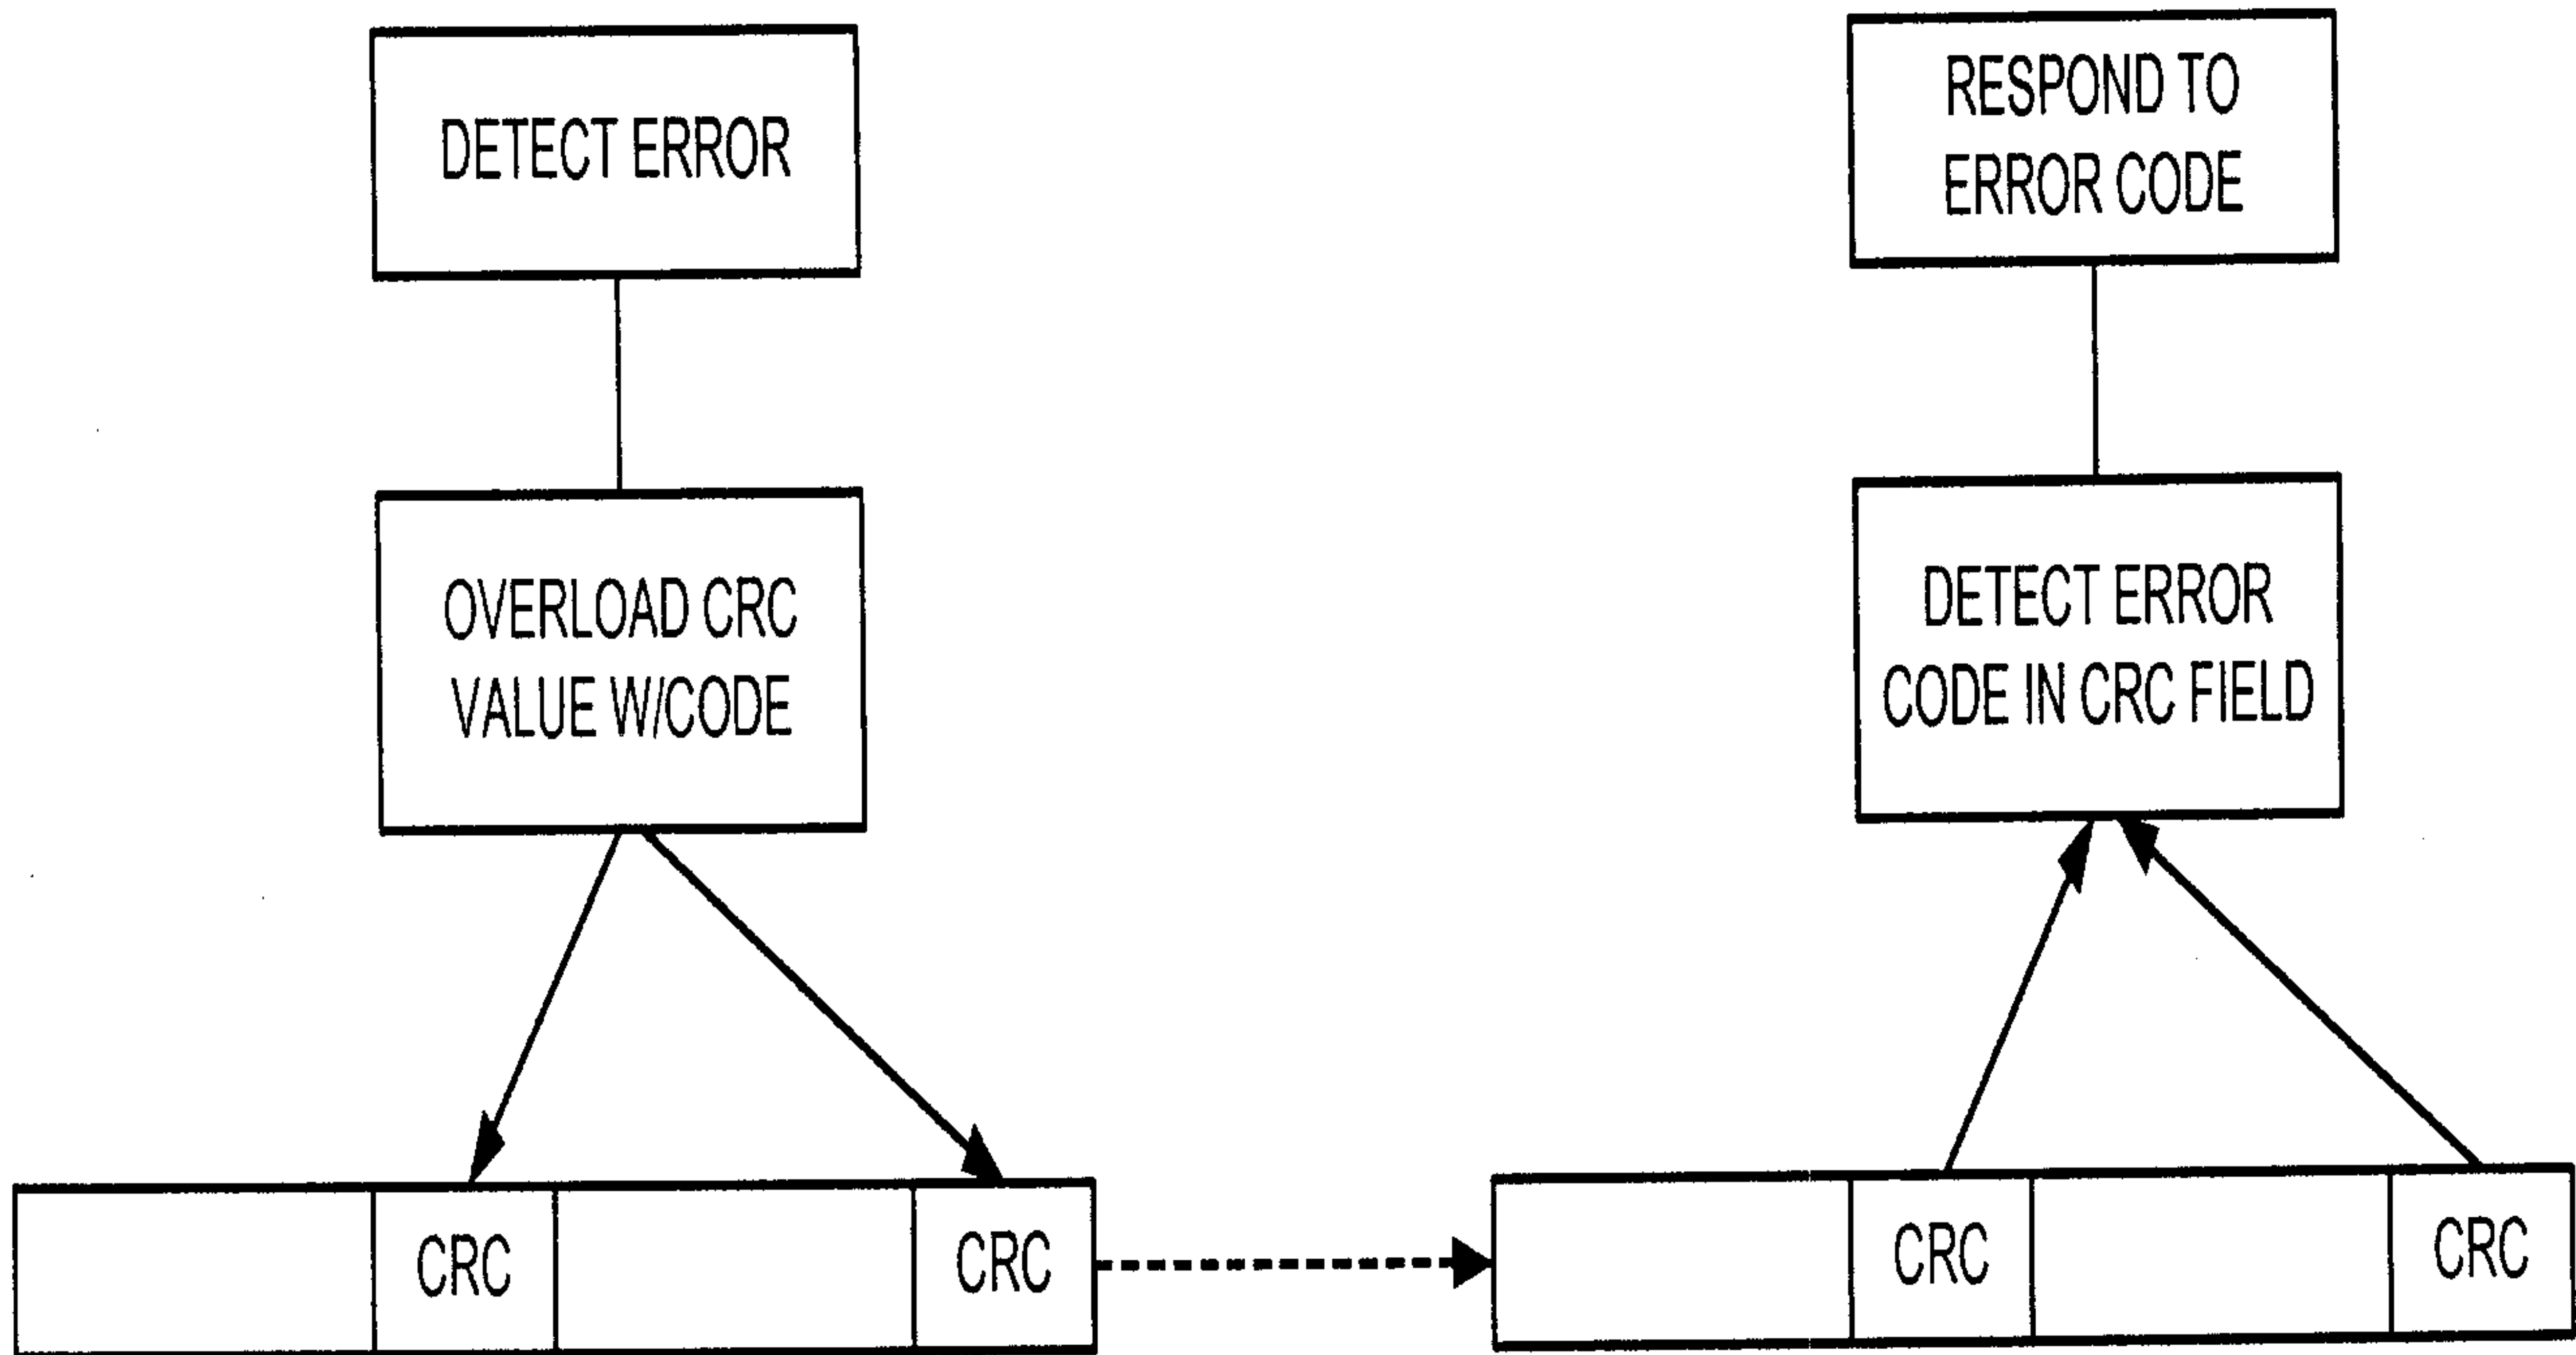 DETECT ERROR
OVERLOAD CRC
VALUE W/CODE
CRC
CRC
RESPOND TO
ERROR CODE
DETECT ERROR
CODE IN CRC FIELD
CRC
CRC